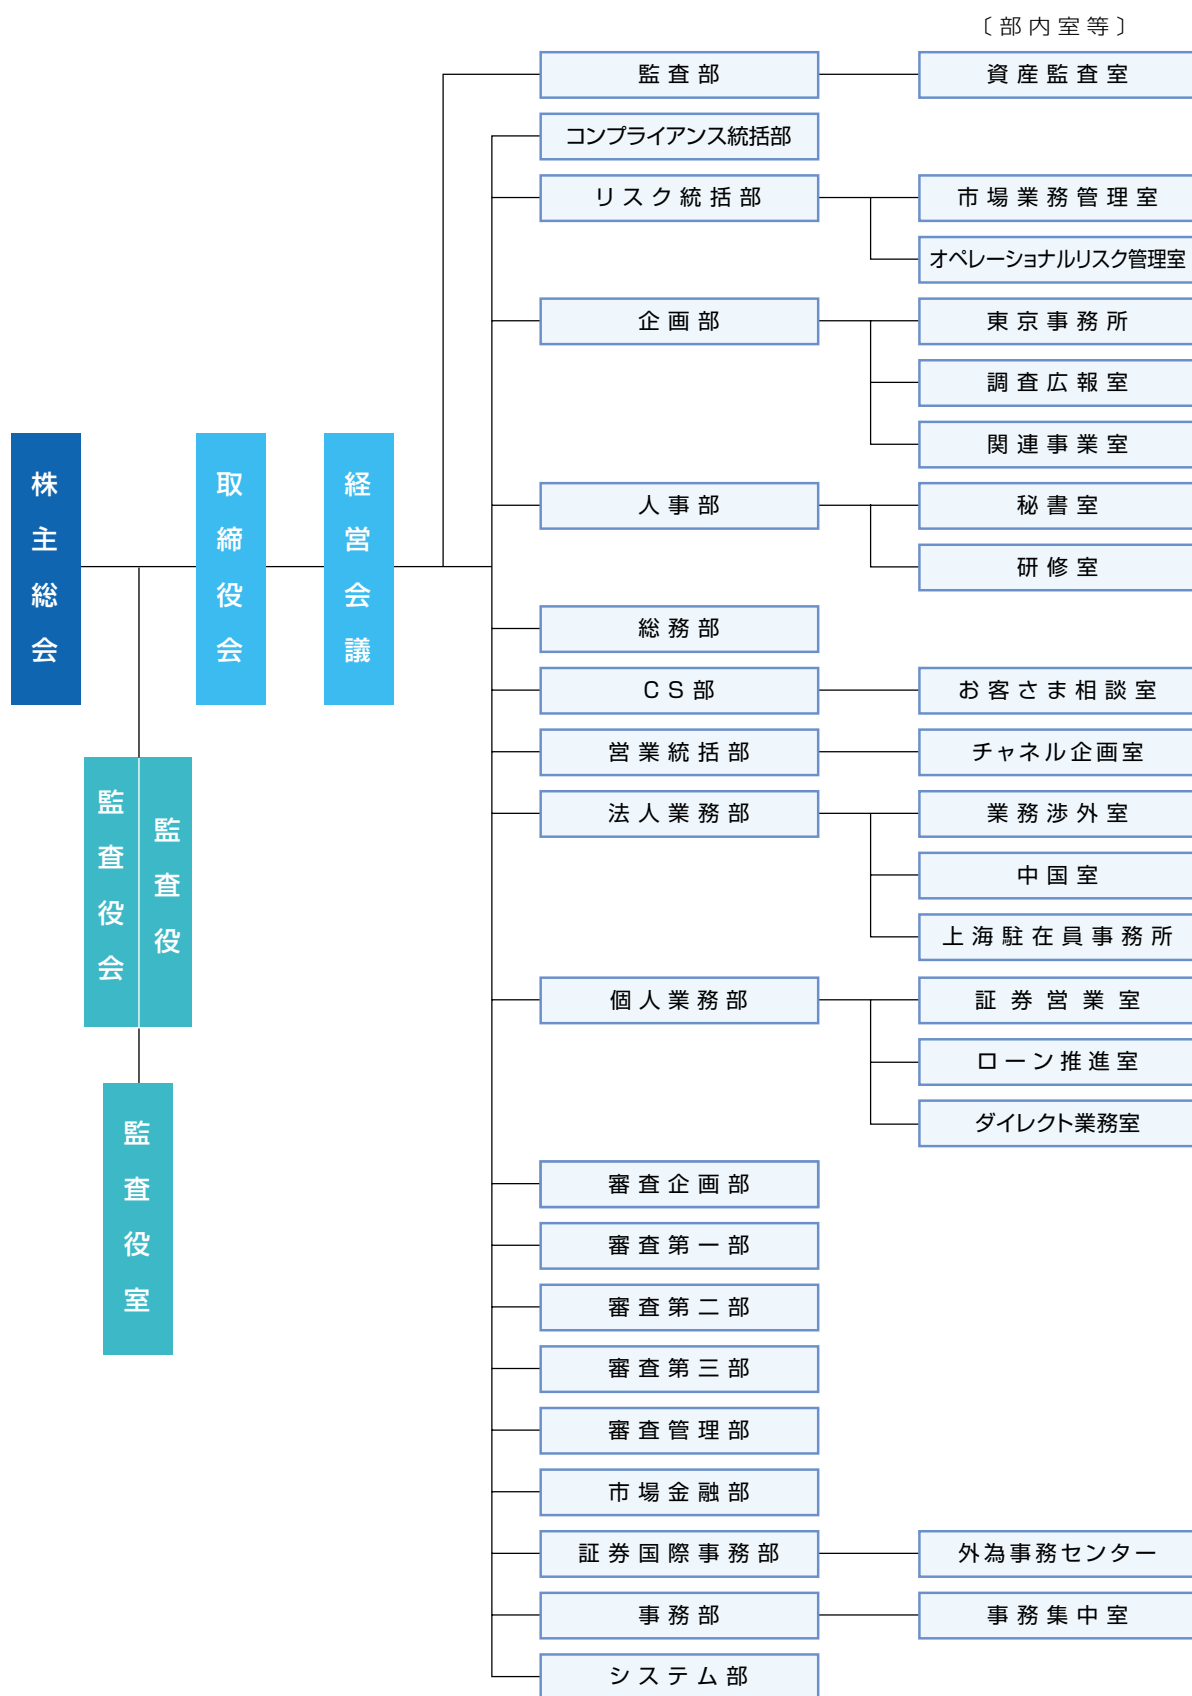 〔部内室等〕
監査部
資産監査室
コンプライアンス統括部
リスク統括部
市場業務管理室
オペレーショナルリスク管理室
企画部
東京事務所
調査広報室
関連事業室
株主総会
取締役会
経営会議
人事部
秘書室
研修室
総務部
CS部
お客さま相談室
営業統括部
チャネル企画室
監査役会
監査役
法人業務部
業務渉外室
中国室
上海駐在員事務所
個人業務部
証券営業室
ローン推進室
ダイレクト業務室
監査役室
審査企画部
審査第一部
審査第二部
審査第三部
審査管理部
市場金融部
証券国際事務部
外為事務センター
事務部
事務集中室
システム部